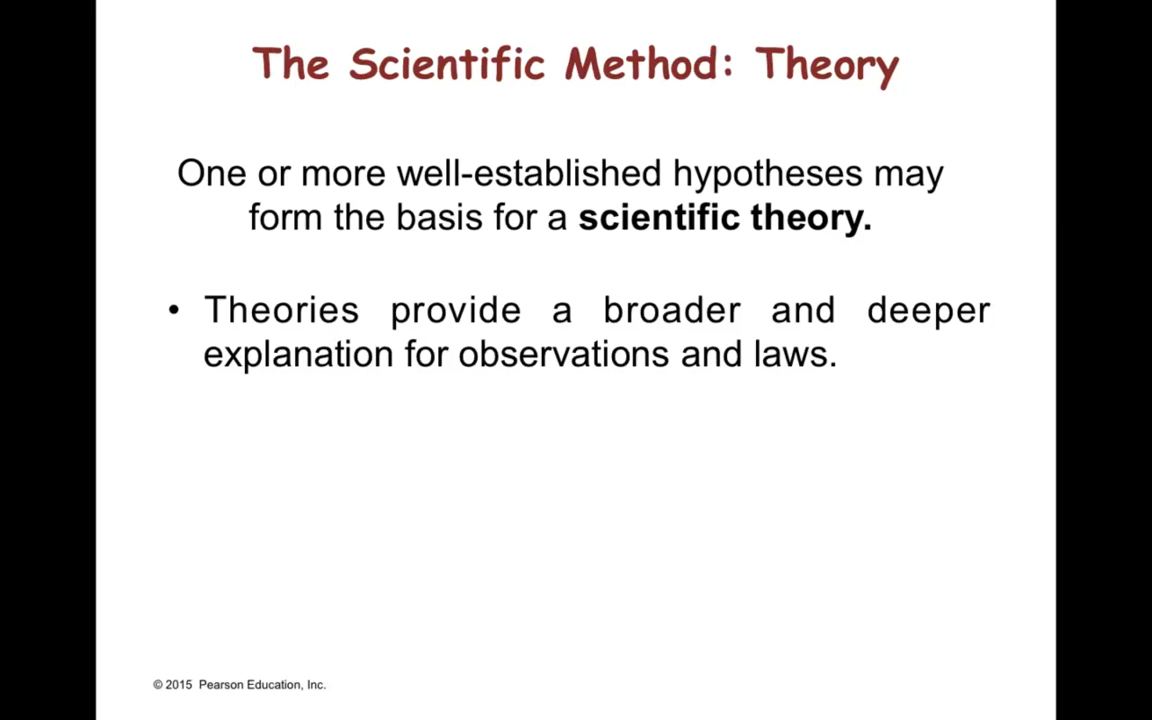 The Scientific Method: Theory
One or more well-established hypotheses may
form the basis for a scientific theory.
• Theories provide a broader and deeper
explanation for observations and laws.
© 2015 Pearson Education, Inc.